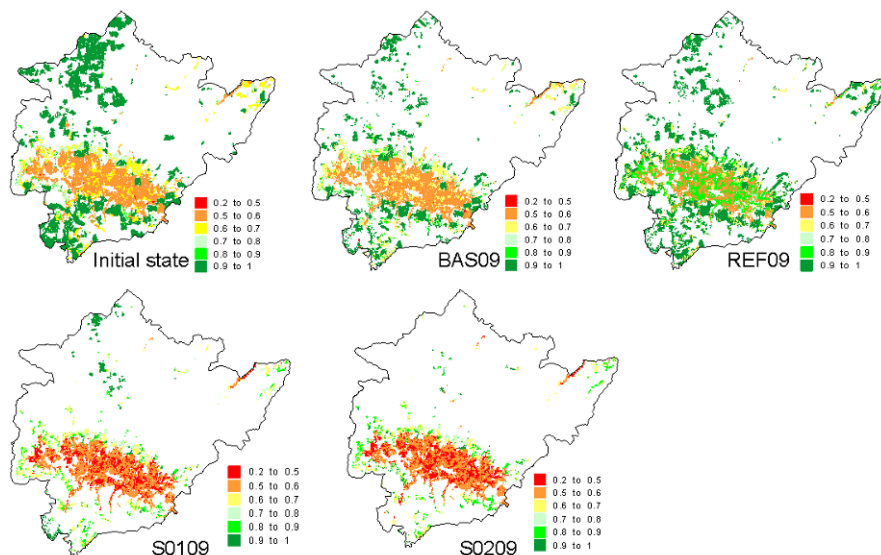 0.2 to 0.5
0.5 to 0.6
0.6 to 0.7
0.7 to 0.8
0.8 to 0.9
0.9 to 1
Initial state
0.2 to 0.5
0.5 to 0.6
0.6 to 0.7
0.7 to 0.8
0.8 to 0.9
0.9 to 1
BAS09
0.2 to 0.5
0.5 to 0.6
0.6 to 0.7
0.7 to 0.8
0.8 to 0.9
0.9 to 1
REF09
0.2 to 0.5
0.5 to 0.6
0.6 to 0.7
0.7 to 0.8
0.8 to 0.9
0.9 to 1
S0109
0.2 to 0.5
0.5 to 0.6
0.6 to 0.7
0.7 to 0.8
0.8 to 0.9
0.9 to 1
S0209